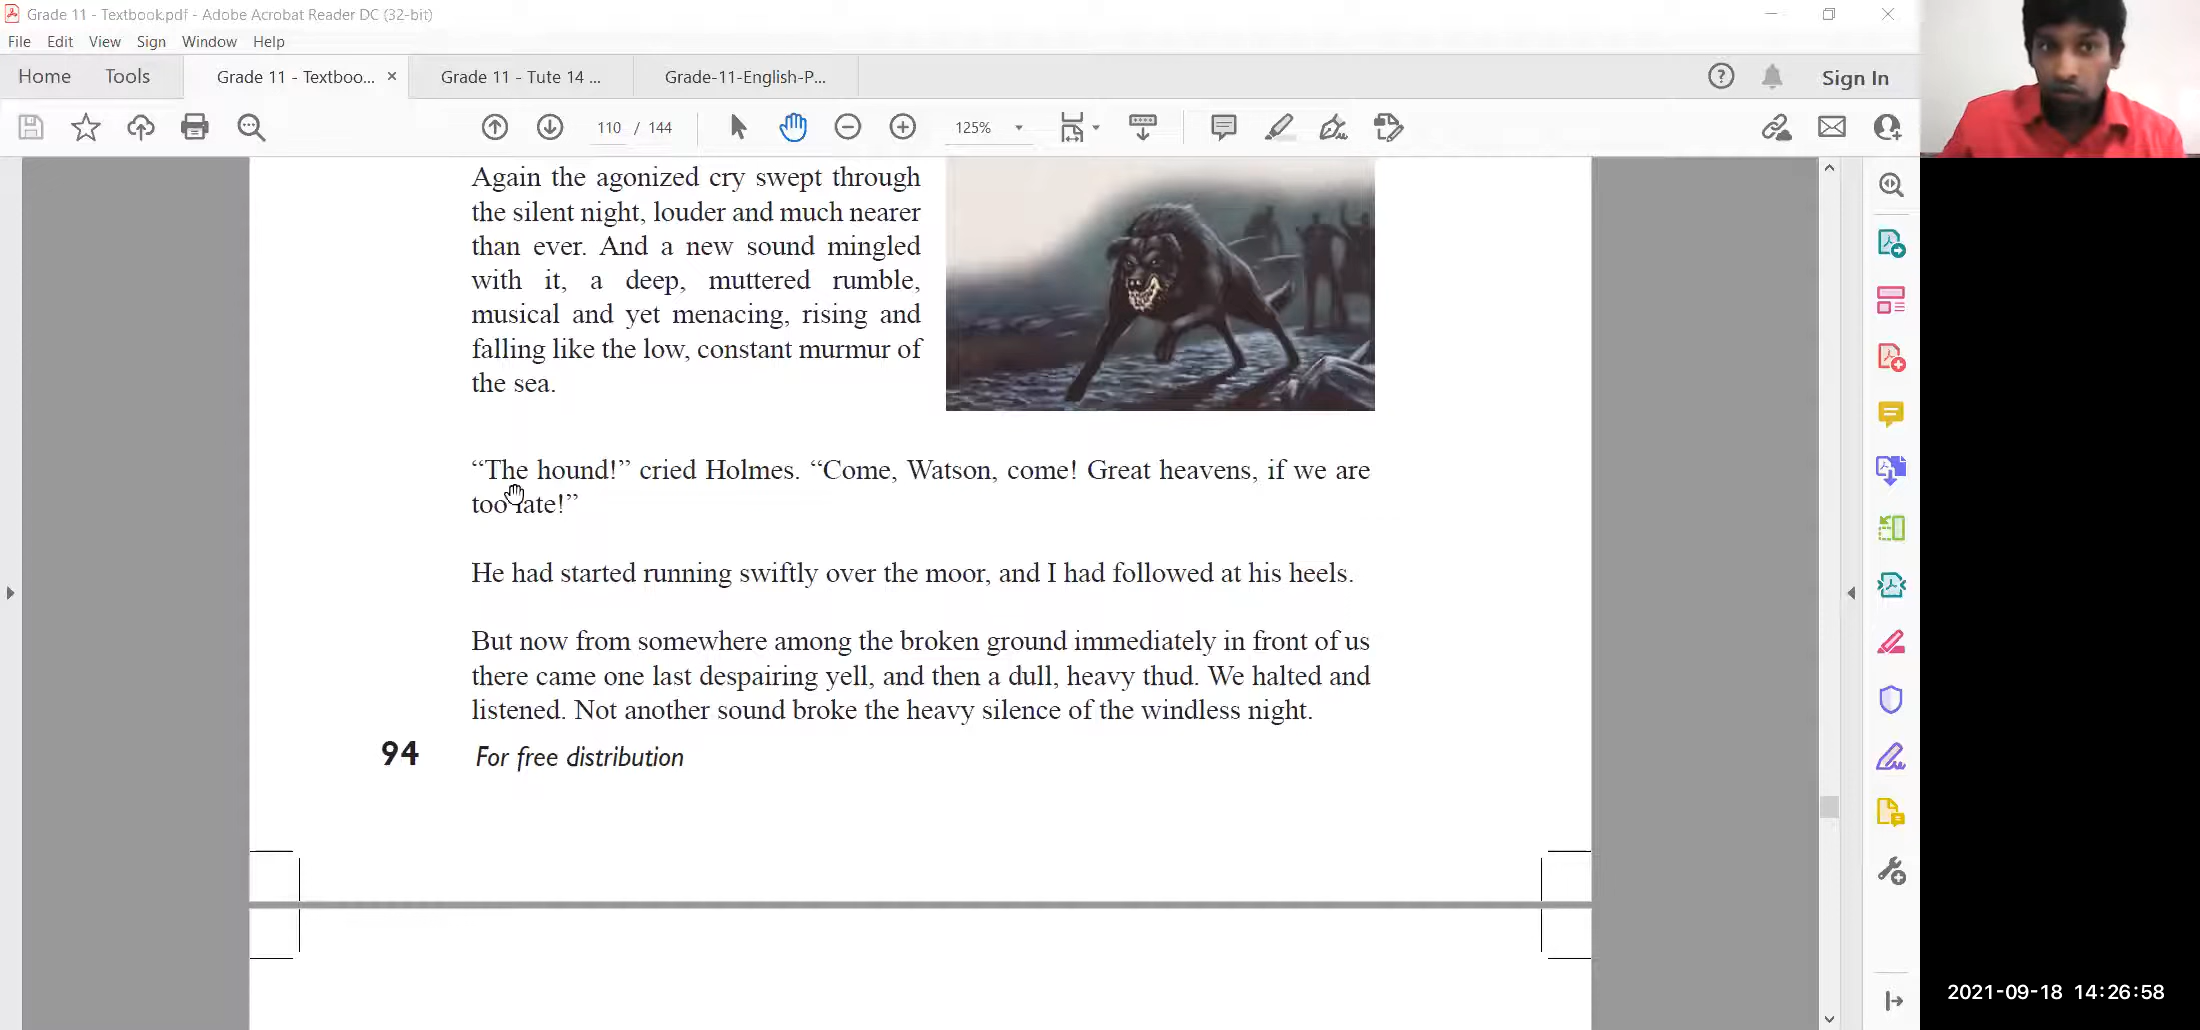 Grade 11 - Textbook.pdf - Adobe Acrobat Reader DC (32-bit)
File Edit View Sign Window Help
Home Tools Grade 11 - Textboo... × Grade 11 - Tute 14 ... Grade-11-English-P... Sign In
110 / 144 125%
Again the agonized cry swept through
the silent night, louder and much nearer
than ever. And a new sound mingled
with it, a deep, muttered rumble,
musical and yet menacing, rising and
falling like the low, constant murmur of
the sea.
“The hound!” cried Holmes. “Come, Watson, come! Great heavens, if we are
too late!”
He had started running swiftly over the moor, and I had followed at his heels.
But now from somewhere among the broken ground immediately in front of us
there came one last despairing yell, and then a dull, heavy thud. We halted and
listened. Not another sound broke the heavy silence of the windless night.
94 For free distribution
2021-09-18 14:26:58